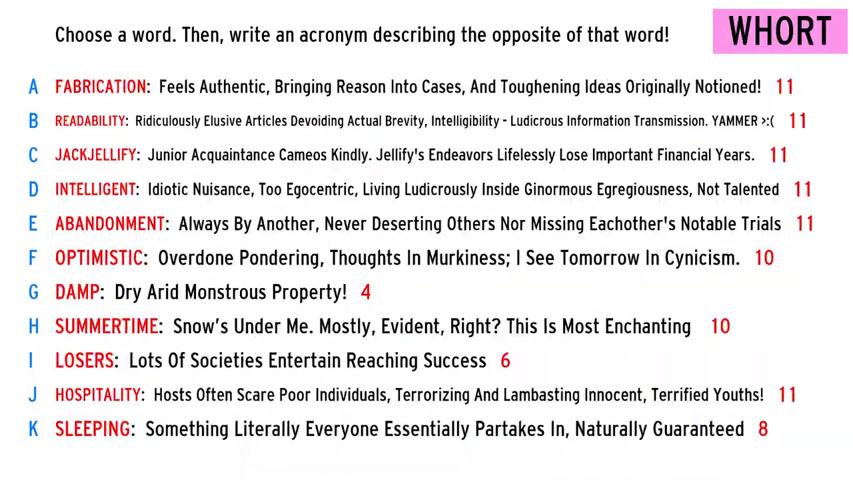 Choose a word. Then, write an acronym describing the opposite of that word!
WHORT
A FABRICATION: Feels Authentic, Bringing Reason Into Cases, And Toughening Ideas Originally Notioned! 11
B READABILITY: Ridiculously Elusive Articles Devoiding Actual Brevity, Intelligibility - Ludicrous Information Transmission. YAMMER >:( 11
C JACKJELLIFY: Junior Acquaintance Cameos Kindly. Jellify's Endeavors Lifelessly Lose Important Financial Years. 11
D INTELLIGENT: Idiotic Nuisance, Too Egocentric, Living Ludicrously Inside Ginormous Egregiousness, Not Talented 11
E ABANDONMENT: Always By Another, Never Deserting Others Nor Missing Eachother's Notable Trials 11
F OPTIMISTIC: Overdone Pondering, Thoughts In Murkiness; I See Tomorrow In Cynicism. 10
G DAMP: Dry Arid Monstrous Property! 4
H SUMMERTIME: Snow's Under Me. Mostly, Evident, Right? This Is Most Enchanting 10
I LOSERS: Lots Of Societies Entertain Reaching Success 6
J HOSPITALITY: Hosts Often Scare Poor Individuals, Terrorizing And Lambasting Innocent, Terrified Youths! 11
K SLEEPING: Something Literally Everyone Essentially Partakes In, Naturally Guaranteed 8